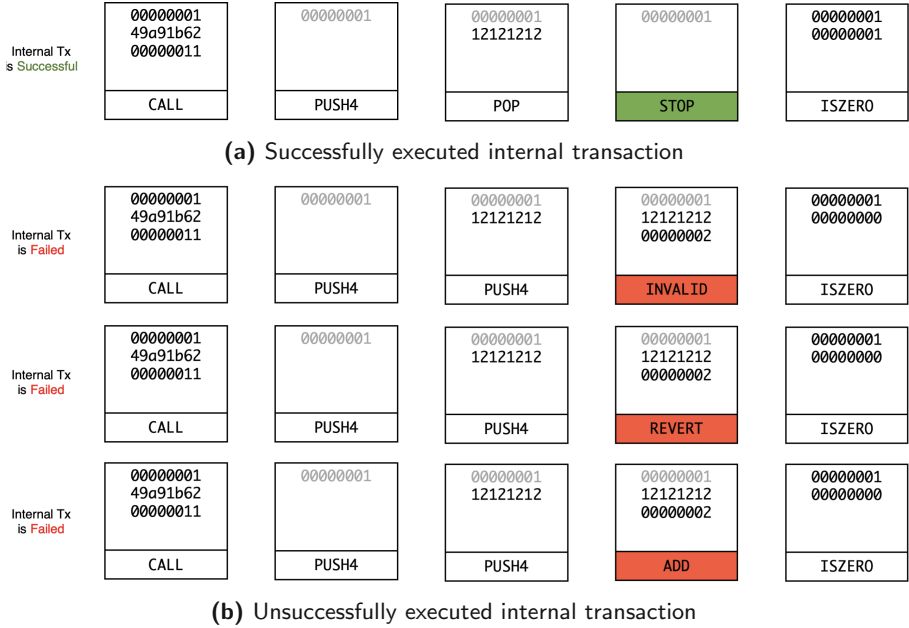 00000001 00000001 00000001 00000001 00000001
49a91b62 12121212 00000001
00000011
Internal Tx
is Successful
CALL PUSH4 POP STOP ISZERO
(a) Successfully executed internal transaction
00000001 00000001 00000001 00000001 00000001
49a91b62 12121212 12121212 00000000
00000011 00000002
Internal Tx
is Failed
CALL PUSH4 PUSH4 INVALID ISZERO
00000001 00000001 00000001 00000001 00000001
49a91b62 12121212 12121212 00000000
00000011 00000002
Internal Tx
is Failed
CALL PUSH4 PUSH4 REVERT ISZERO
00000001 00000001 00000001 00000001 00000001
49a91b62 12121212 12121212 00000000
00000011 00000002
Internal Tx
is Failed
CALL PUSH4 PUSH4 ADD ISZERO
(b) Unsuccessfully executed internal transaction